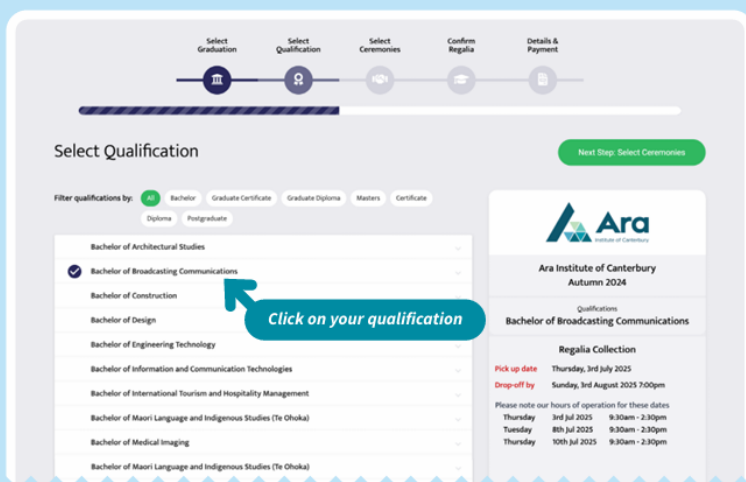 Select Graduation
Select Qualification
Select Ceremonies
Confirm Regalia
Details & Payment
Select Qualification
Next Step: Select Ceremonies
Filter qualifications by:
All
Bachelor
Graduate Certificate
Graduate Diploma
Masters
Certificate
Diploma
Postgraduate
Bachelor of Architectural Studies
Bachelor of Broadcasting Communications
Bachelor of Construction
Bachelor of Design
Bachelor of Engineering Technology
Bachelor of Information and Communication Technologies
Bachelor of International Tourism and Hospitality Management
Bachelor of Maori Language and Indigenous Studies (Te Ohoka)
Bachelor of Medical Imaging
Bachelor of Maori Language and Indigenous Studies (Te Ohoka)
Click on your qualification
Ara
Institute of Canterbury
Ara Institute of Canterbury
Autumn 2024
Qualifications
Bachelor of Broadcasting Communications
Regalia Collection
Pick up date Thursday, 3rd July 2025
Drop-off by Sunday, 3rd August 2025 7:00pm
Please note our hours of operation for these dates
Thursday 3rd Jul 2025 9:30am - 2:30pm
Tuesday 8th Jul 2025 9:30am - 2:30pm
Thursday 10th Jul 2025 9:30am - 2:30pm